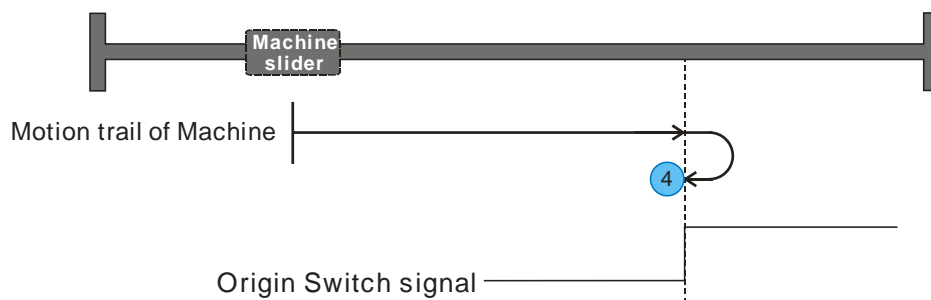 Machine
slider
Motion trail of Machine
4
Origin Switch signal